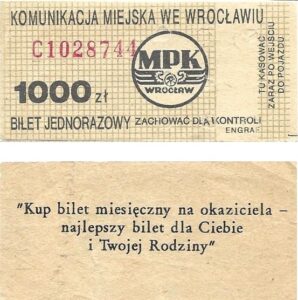 KOMUNIKACJA MIEJSKA WE WROCŁAWIU
C1028744
MPK
WROCŁAW
1000 zł
TU KASOWAĆ
ZARAZ PO WEJŚCIU
DO POJAZDU
BILET JEDNORAZOWY ZACHOWAĆ DLA KONTROLI
ENGRAF
"Kup bilet miesięczny na okaziciela –
najlepszy bilet dla Ciebie
i Twojej Rodziny"